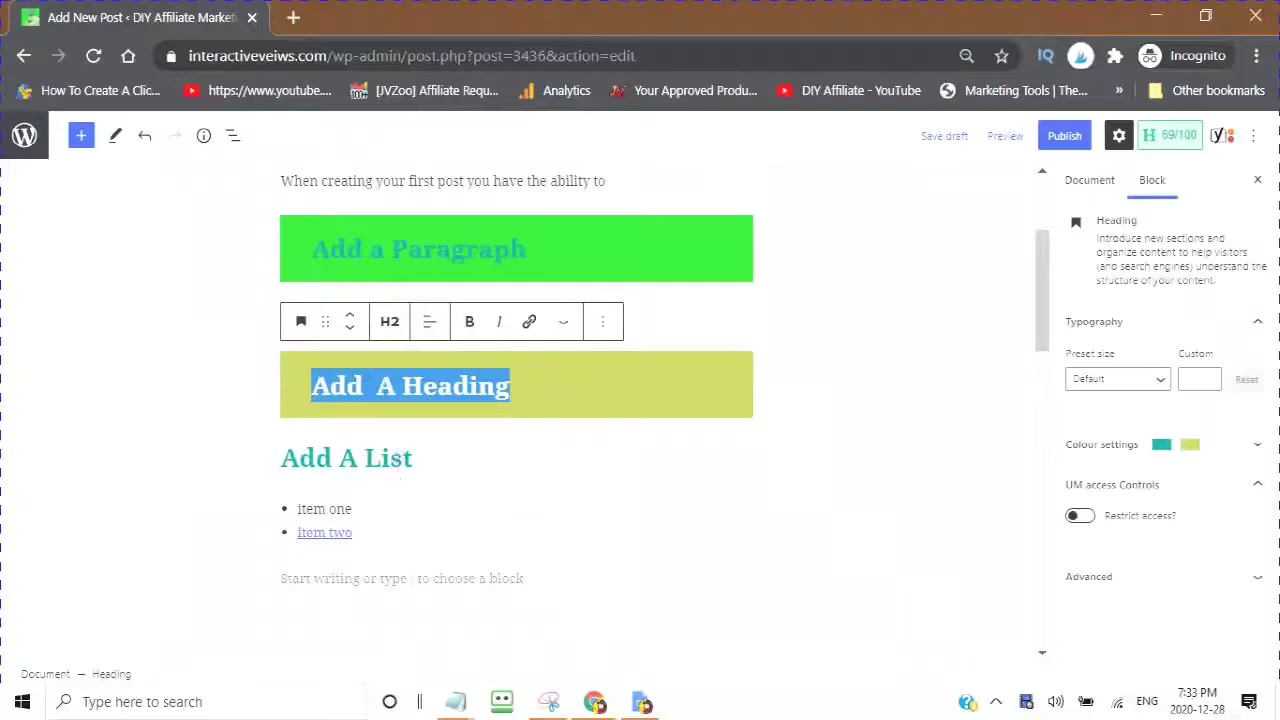 Add New Post ‹ DIY Affiliate Market
interactiveveiws.com/wp-admin/post.php?post=3436&action=edit
Incognito
How To Create A Clic...
https://www.youtube....
[JVZoo] Affiliate Requ...
Analytics
Your Approved Produ...
DIY Affiliate - YouTube
Marketing Tools | The...
»
Other bookmarks
Save draft
Preview
Publish
H 69/100
When creating your first post you have the ability to
Add a Paragraph
H2
B
I
Add A Heading
Add A List
item one
item two
Start writing or type to choose a block
Document
Block
Heading
Introduce new sections and
organize content to help visitors
(and search engines) understand the
structure of your content.
Typography
Preset size
Custom
Default
Reset
Colour settings
UM access Controls
Restrict access?
Advanced
Document — Heading
Type here to search
ENG
7:33 PM
2020-12-28